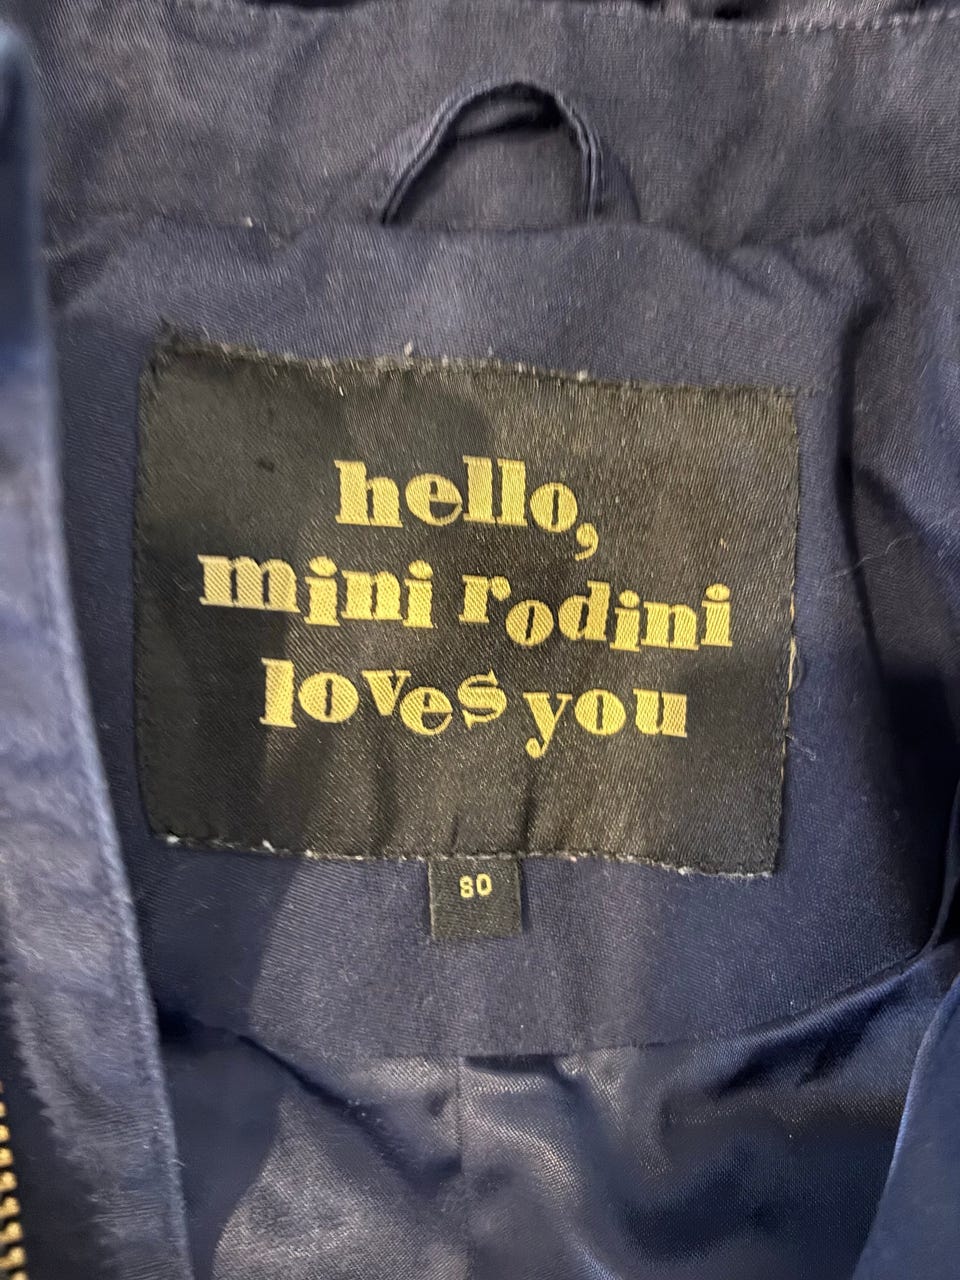 hello,
mini rodini
loves you
80